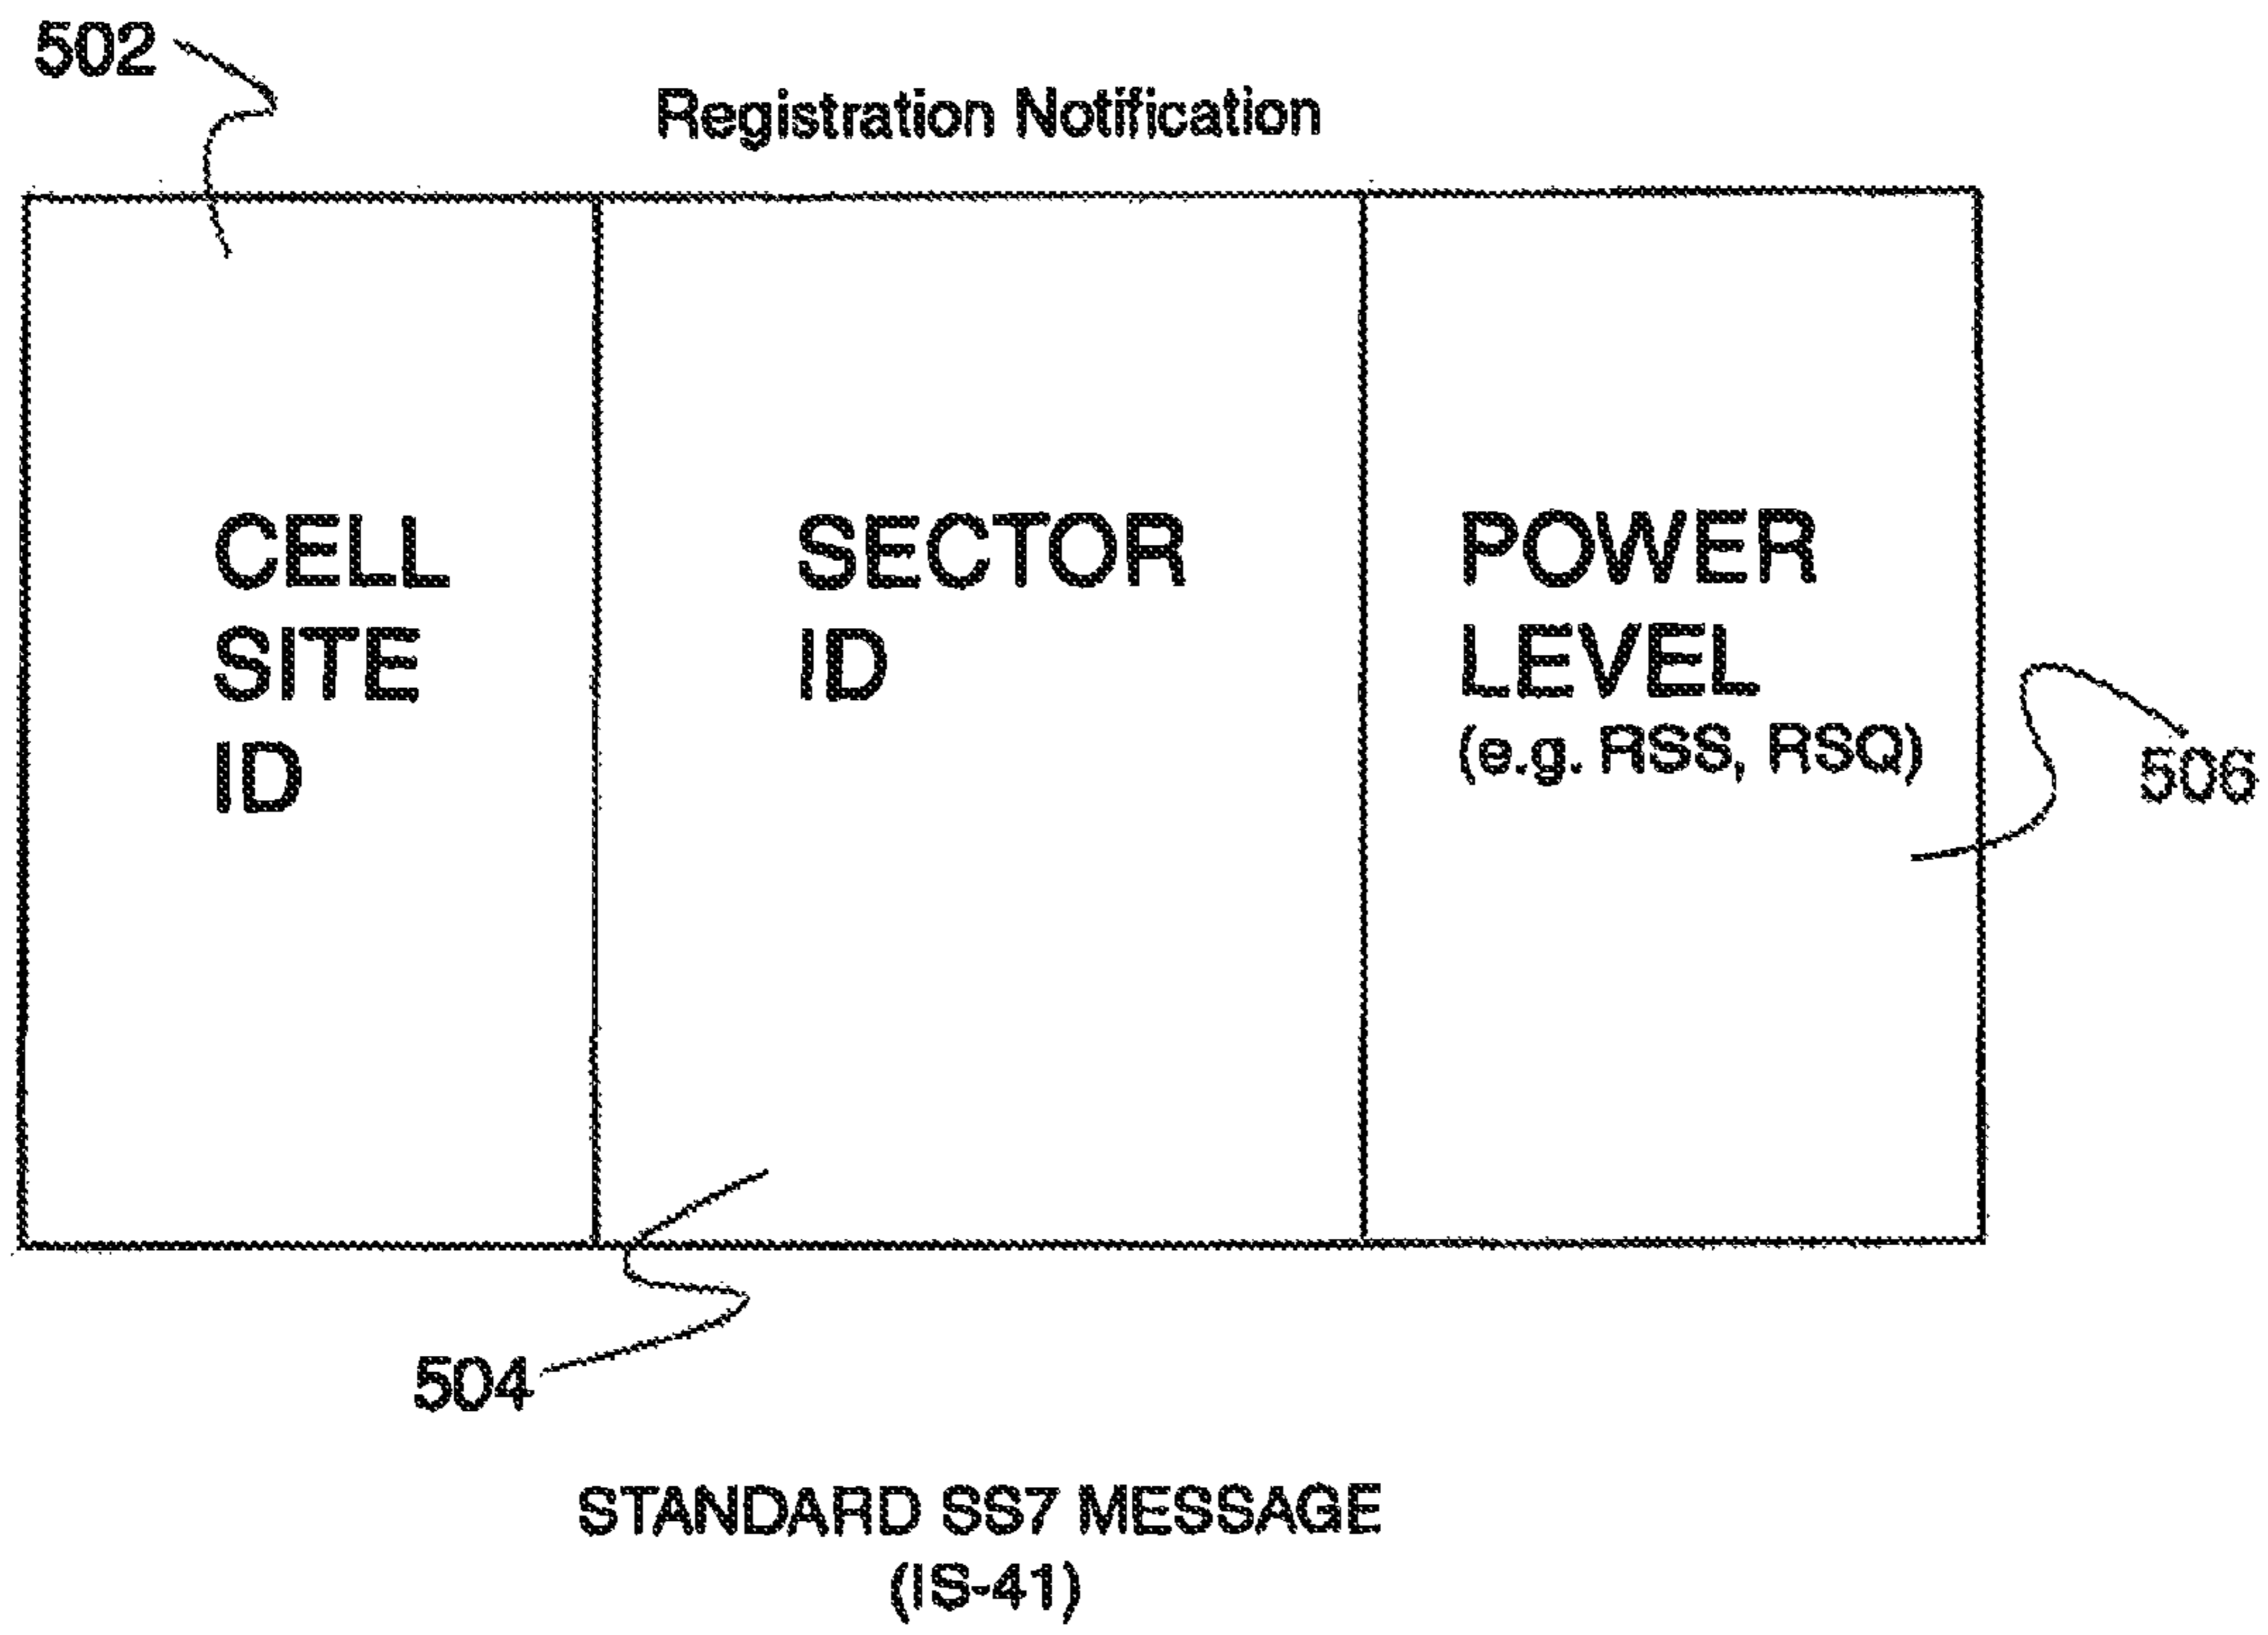 502
Registration Notification
CELL
SITE
ID
SECTOR
ID
POWER
LEVEL
(e.g. RSS, RSQ)
506
504
STANDARD SS7 MESSAGE
(IS-41)